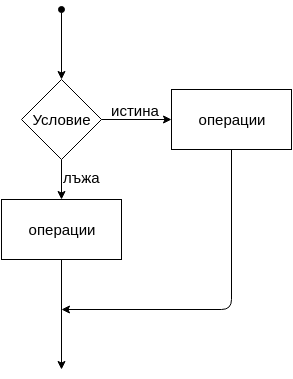 истина
Условие
операции
лъжа
операции